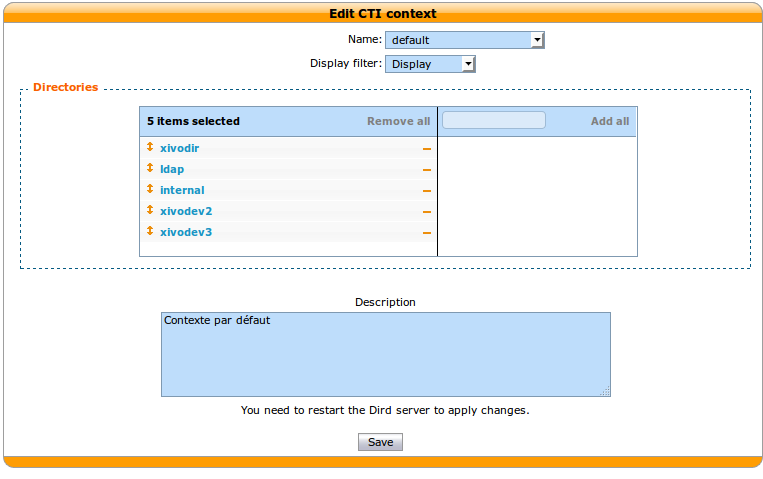 Edit CTI context
Name: default
Display filter: Display
Directories
5 items selected Remove all Add all
xivodir
ldap
internal
xivodev2
xivodev3
Description
Contexte par défaut
You need to restart the Dird server to apply changes.
Save